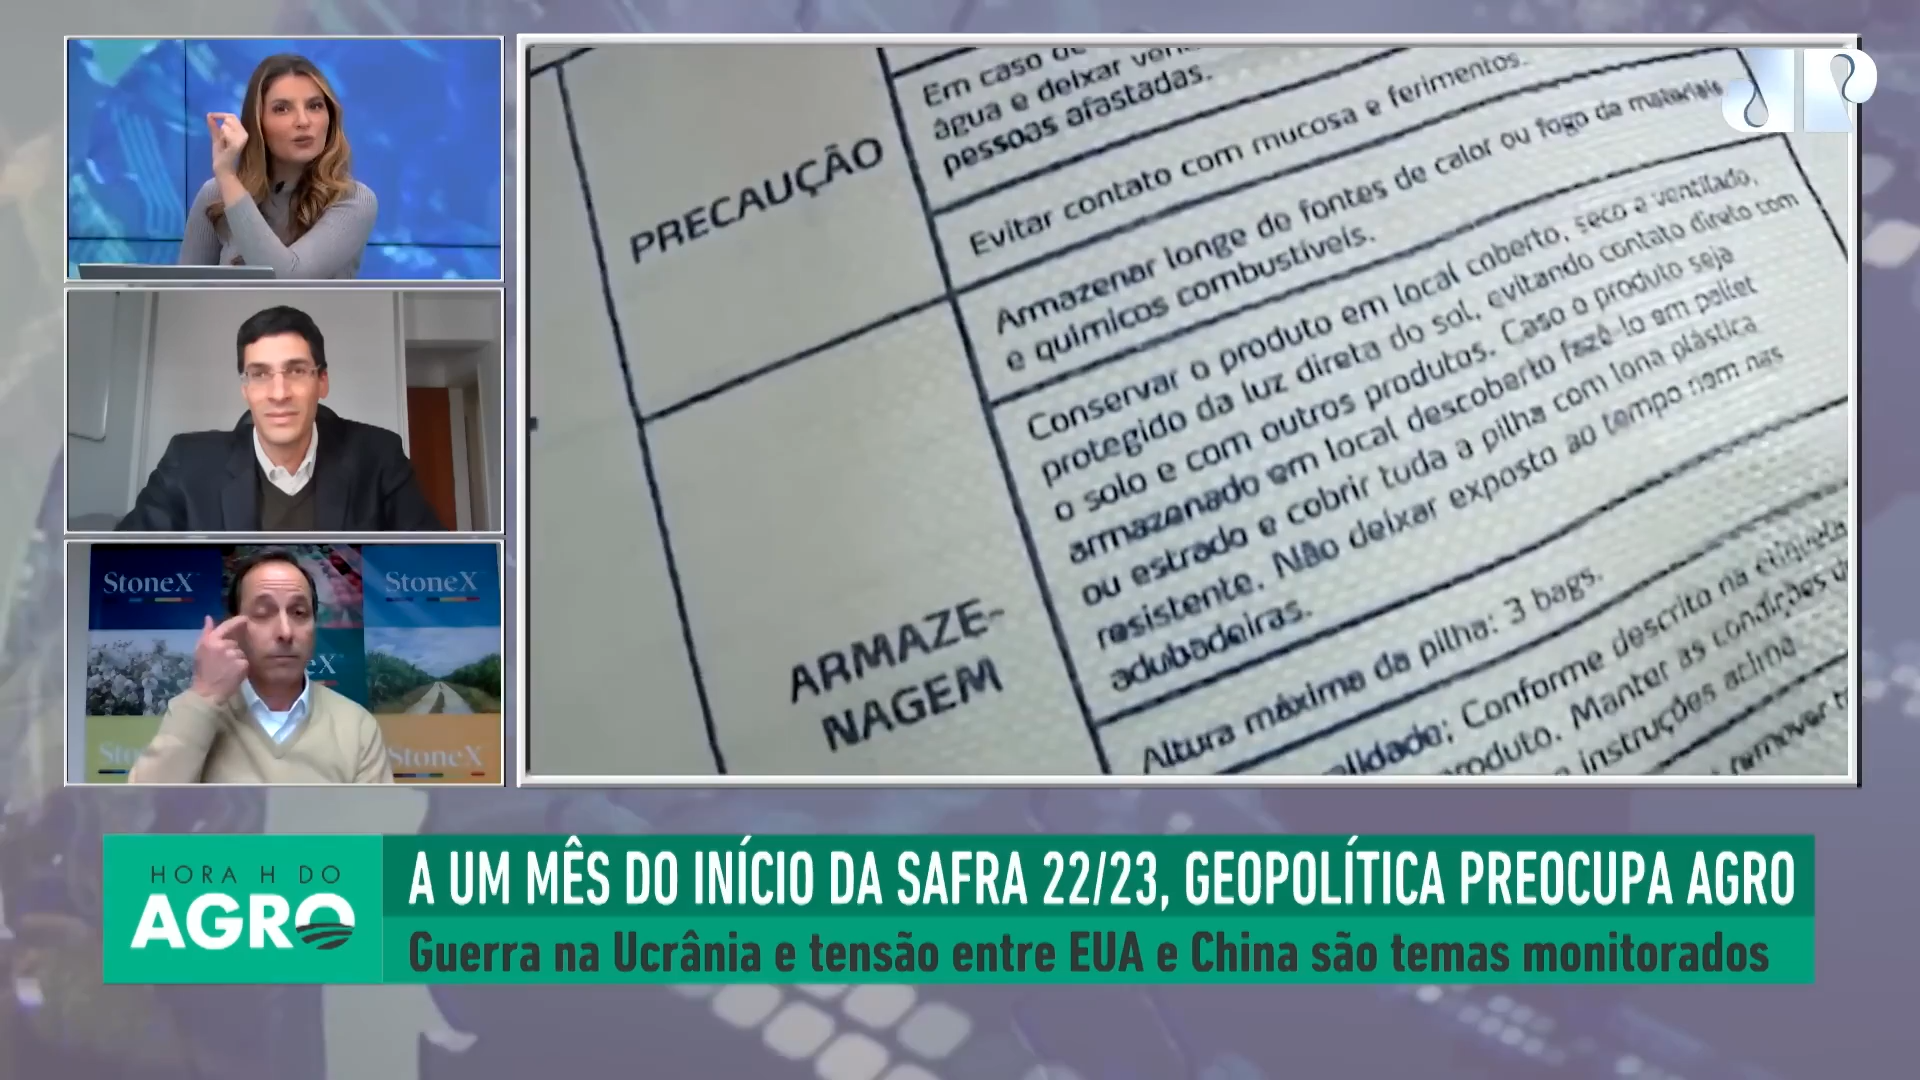 StoneX
StoneX
eX
Sto
StoneX
PRECAUÇÃO
Em caso de
água e deixar
pessoas afastadas.
Evitar contato com mucosa e ferimentos.
Armazenar longe de fontes de calor ou fogo da materiais
e químicos combustíveis.
ARMAZE-
NAGEM
Conservar o produto em local coberto, seco e ventilado,
protegido da luz direta do sol, evitando contato direto com
o solo e com outros produtos. Caso o produto seja
armazenado em local descoberto fazê-lo em pallet
ou estrado e cobrir tuda a pilha com lona plástica
resistente. Não deixar exposto ao tempo nem nas
adubadeiras.
Altura máxima da pilha: 3 bags.
alidade: Conforme descrito na etiqueta
produto. Manter as condições
instruções acima
remover
HORA H DO
AGRO
A UM MÊS DO INÍCIO DA SAFRA 22/23, GEOPOLÍTICA PREOCUPA AGRO
Guerra na Ucrânia e tensão entre EUA e China são temas monitorados